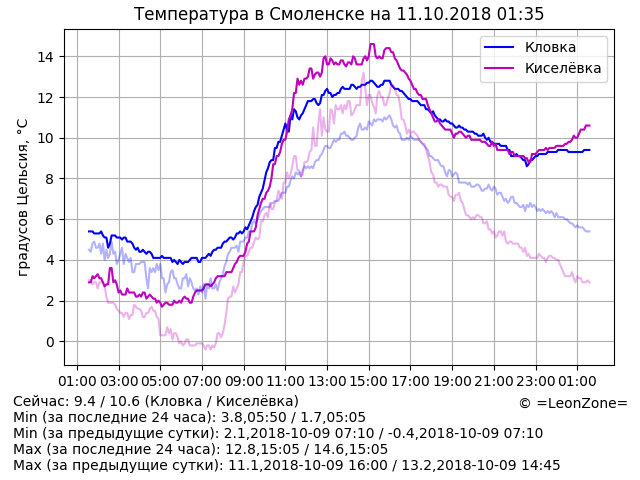 Температура в Смоленске на 11.10.2018 01:35
Кловка
Киселёвка
градусов Цельсия, °C
14
12
10
8
6
4
2
0
01:00 03:00 05:00 07:00 09:00 11:00 13:00 15:00 17:00 19:00 21:00 23:00 01:00
Сейчас: 9.4 / 10.6 (Кловка / Киселёвка)
© =LeonZone=
Min (за последние 24 часа): 3.8,05:50 / 1.7,05:05
Min (за предыдущие сутки): 2.1,2018-10-09 07:10 / -0.4,2018-10-09 07:10
Max (за последние 24 часа): 12.8,15:05 / 14.6,15:05
Max (за предыдущие сутки): 11.1,2018-10-09 16:00 / 13.2,2018-10-09 14:45